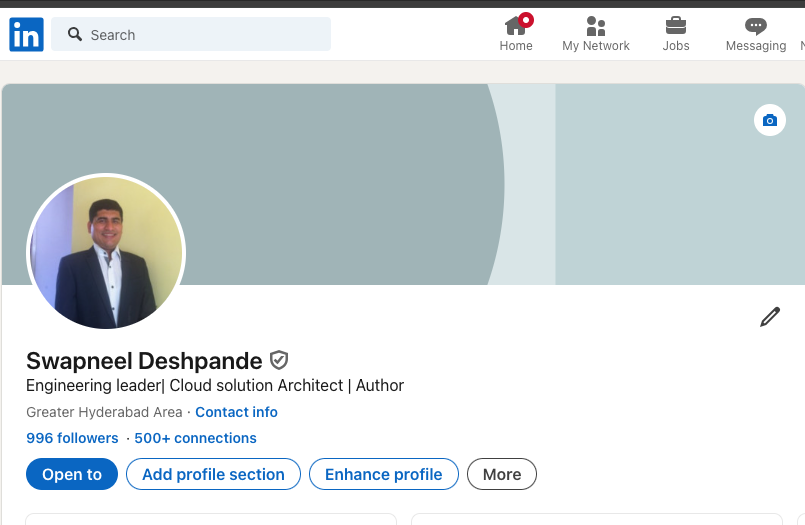 in
Search
Home
My Network
Jobs
Messaging
Swapneel Deshpande
Engineering leader| Cloud solution Architect | Author
Greater Hyderabad Area · Contact info
996 followers · 500+ connections
Open to
Add profile section
Enhance profile
More